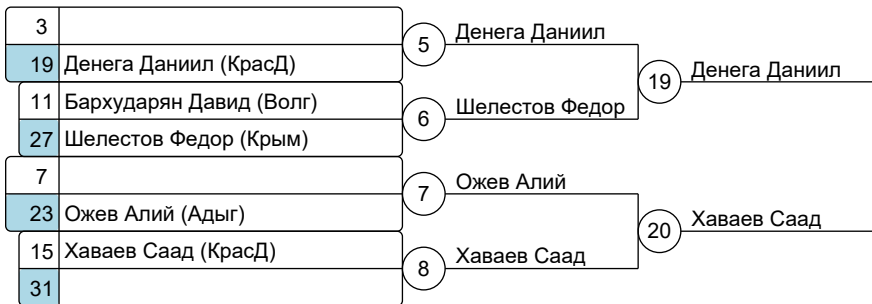 3
5 Денега Даниил
19 Денега Даниил (КрасД)
19 Денега Даниил
11 Бархударян Давид (Волг)
6 Шелестов Федор
27 Шелестов Федор (Крым)
7
7 Ожев Алий
23 Ожев Алий (Адыг)
20 Хаваев Саад
15 Хаваев Саад (КрасД)
8 Хаваев Саад
31